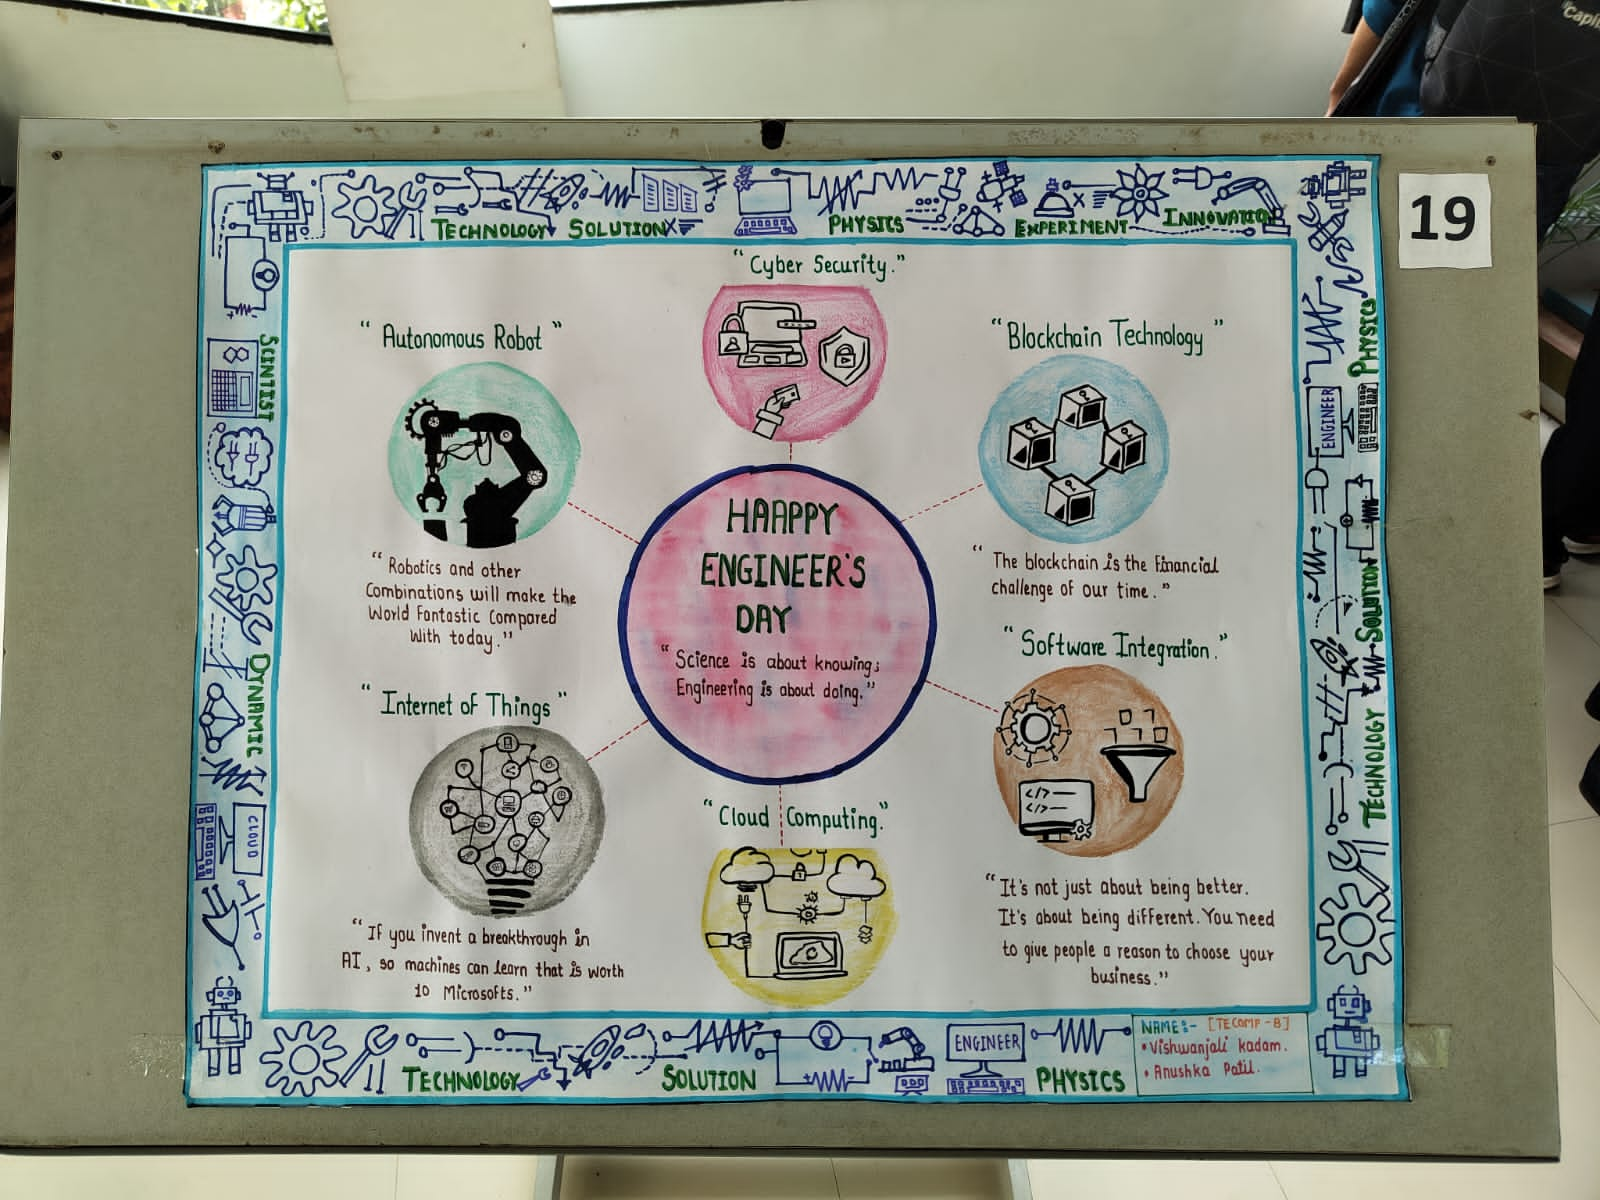 TECHNOLOGY SOLUTION PHYSICS EXPERIMENT INNOVATION
19
"Capi
SCIENTIST
DYNAMIC
CLOUD
"Cyber Security."
"Autonomous Robot"
"Blockchain Technology"
HAAPPY
ENGINEER'S
DAY
"Science is about knowing;
Engineering is about doing."
"Robotics and other
Combinations will make the
World Fantastic Compared
With today."
"The blockchain is the Financial
challenge of our time."
"Software Integration."
"Internet of Things"
"Cloud Computing."
"If you invent a breakthrough in
AI, so machines can learn that is worth
10 Microsofts."
"It's not just about being better.
It's about being different. You need
to give people a reason to choose your
business."
PHYSICS
ENGINEER
SOLUTION
TECHNOLOGY
TECHNOLOGY SOLUTION ENGINEER PHYSICS
NAME:- [TECOMP-B]
• Vishwanjali kadam.
• Anushka Patil.